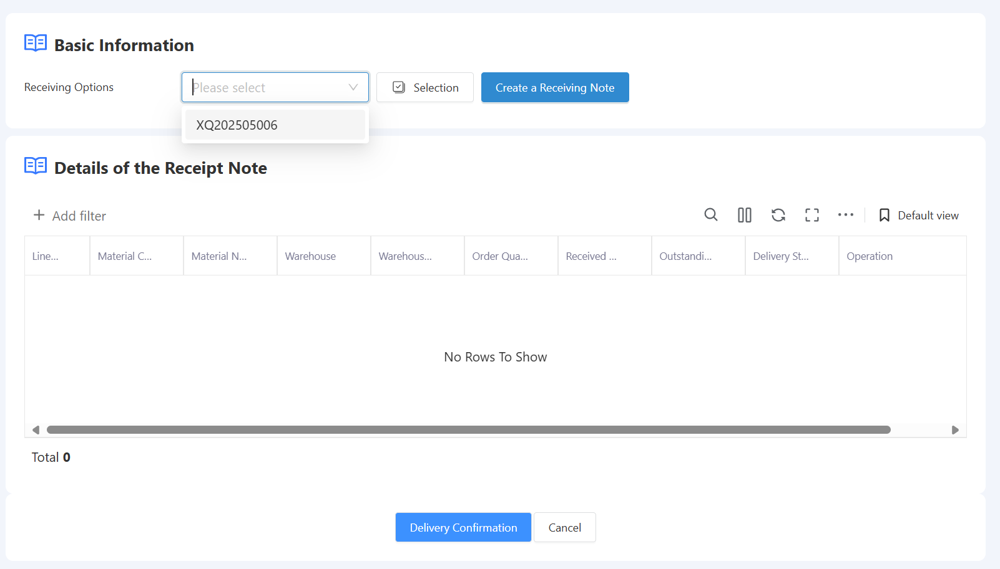 Basic Information
Receiving Options
Please select
Selection
Create a Receiving Note
XQ202505006
Details of the Receipt Note
Add filter
Default view
Line...
Material C...
Material N...
Warehouse
Warehous...
Order Qua...
Received ...
Outstandi...
Delivery St...
Operation
No Rows To Show
Total 0
Delivery Confirmation
Cancel